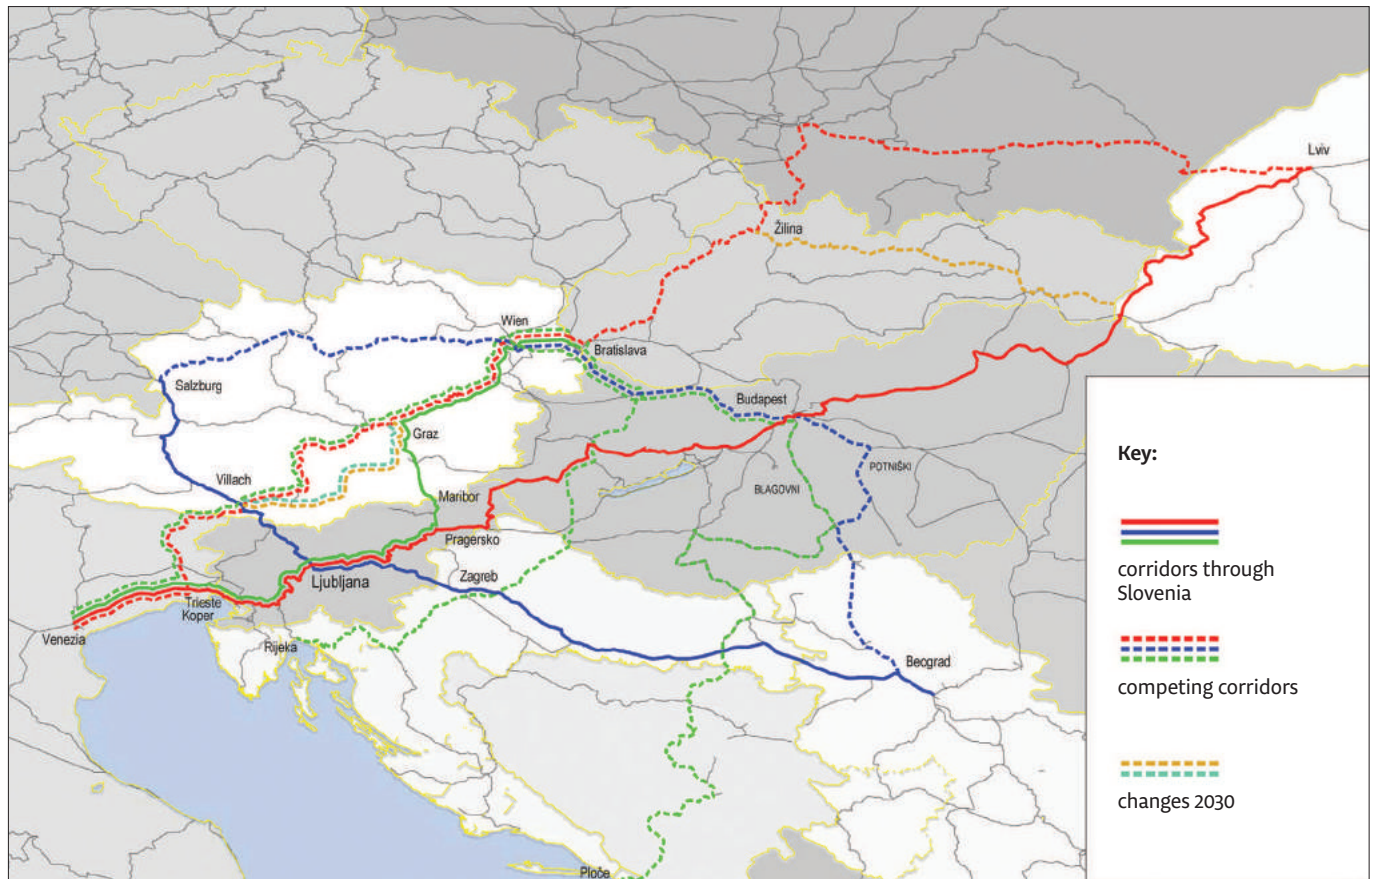 Lviv
Žilina
Wien
Bratislava
Salzburg
Budapest
Graz
POTNIŠKI
Villach
BLAGOVNI
Maribor
Pragersko
Ljubljana
Zagreb
Trieste
Koper
Venezia
Rijeka
Beograd
Ploče
Key:
corridors through
Slovenia
competing corridors
changes 2030